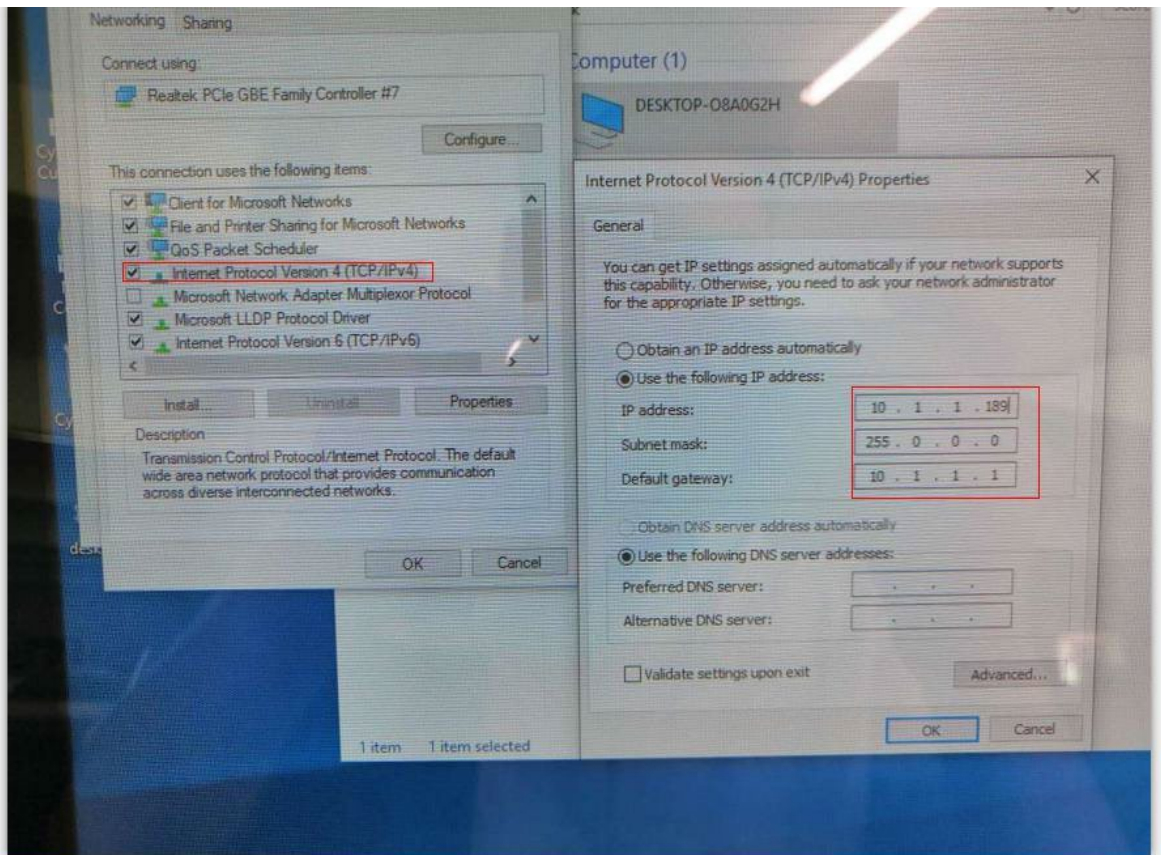 Networking Sharing
Connect using:
Realtek PCIe GBE Family Controller #7
Configure...
This connection uses the following items:
Client for Microsoft Networks
File and Printer Sharing for Microsoft Networks
QoS Packet Scheduler
Internet Protocol Version 4 (TCP/IPv4)
Microsoft Network Adapter Multiplexor Protocol
Microsoft LLDP Protocol Driver
Internet Protocol Version 6 (TCP/IPv6)
Install... Uninstall Properties
Description
Transmission Control Protocol/Internet Protocol. The default
wide area network protocol that provides communication
across diverse interconnected networks.
OK Cancel
Computer (1)
DESKTOP-O8A0G2H
Internet Protocol Version 4 (TCP/IPv4) Properties
General
You can get IP settings assigned automatically if your network supports
this capability. Otherwise, you need to ask your network administrator
for the appropriate IP settings.
Obtain an IP address automatically
Use the following IP address:
IP address: 10 . 1 . 1 . 189
Subnet mask: 255 . 0 . 0 . 0
Default gateway: 10 . 1 . 1 . 1
Obtain DNS server address automatically
Use the following DNS server addresses:
Preferred DNS server: . . .
Alternative DNS server: . . .
Validate settings upon exit
Advanced...
OK Cancel
1 item 1 item selected